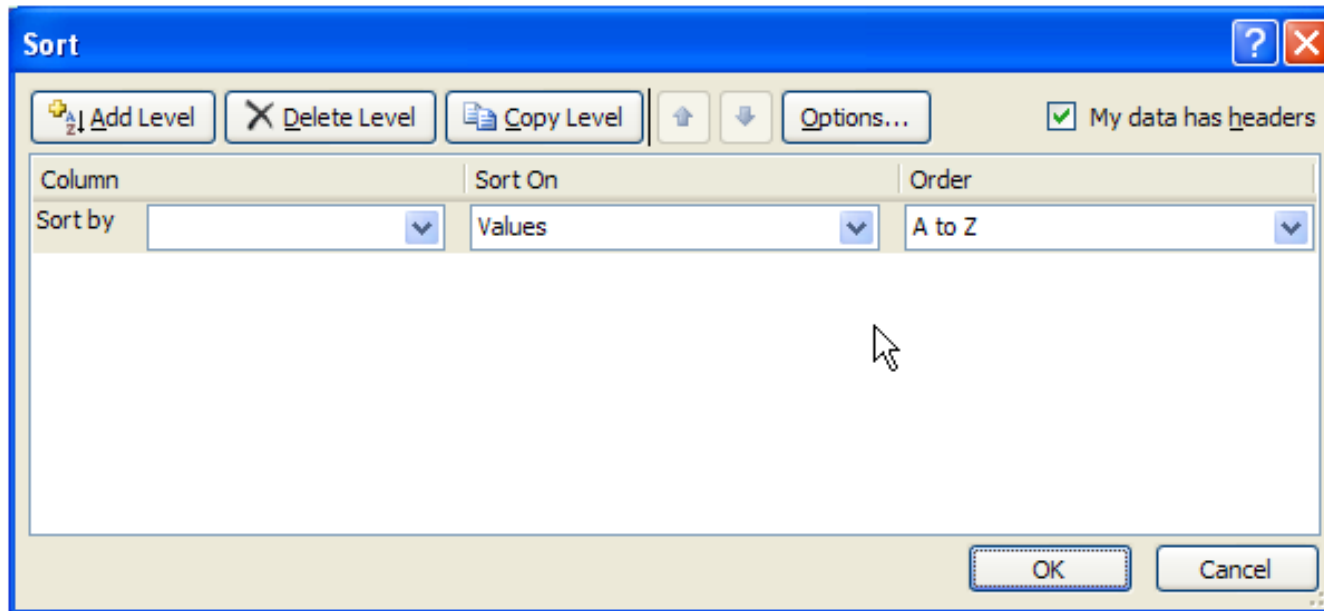 Sort
Add Level Delete Level Copy Level Options... My data has headers
Column Sort On Order
Sort by Values A to Z
OK Cancel